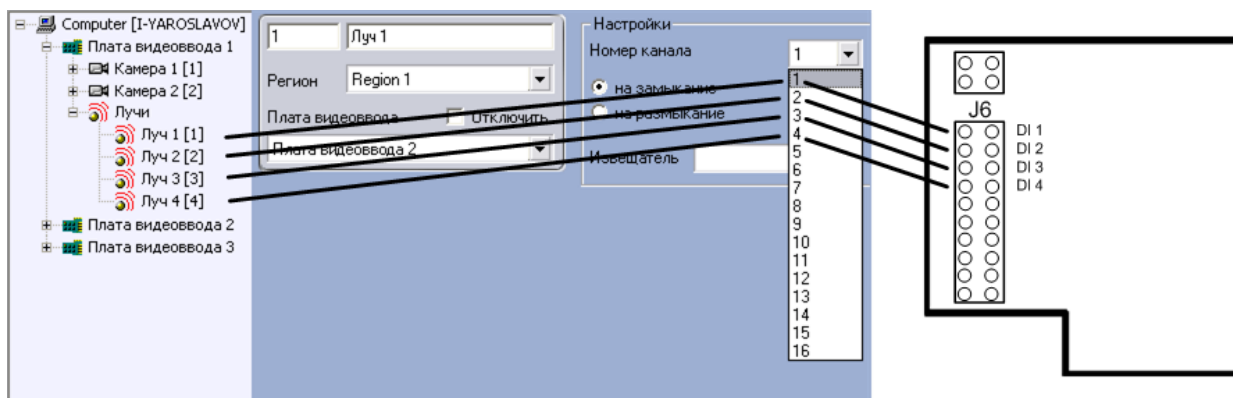 Computer [I-YAROSLAVOV]
Плата видеоввода 1
Камера 1 [1]
Камера 2 [2]
Лучи
Луч 1 [1]
Луч 2 [2]
Луч 3 [3]
Луч 4 [4]
Плата видеоввода 2
Плата видеоввода 3
1 Луч 1
Регион Region 1
Плата видеоввода Отключить
Плата видеоввода 2
Настройки
Номер канала 1
на замыкание
на размыкание
Извещатель
1
2
3
4
5
6
7
8
9
10
11
12
13
14
15
16
J6
DI 1
DI 2
DI 3
DI 4